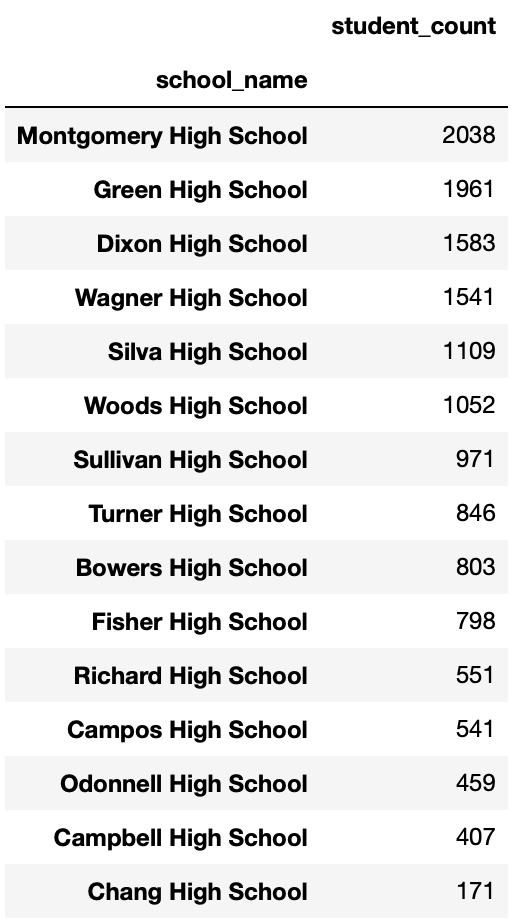 student_count
school_name
Montgomery High School 2038
Green High School 1961
Dixon High School 1583
Wagner High School 1541
Silva High School 1109
Woods High School 1052
Sullivan High School 971
Turner High School 846
Bowers High School 803
Fisher High School 798
Richard High School 551
Campos High School 541
Odonnell High School 459
Campbell High School 407
Chang High School 171